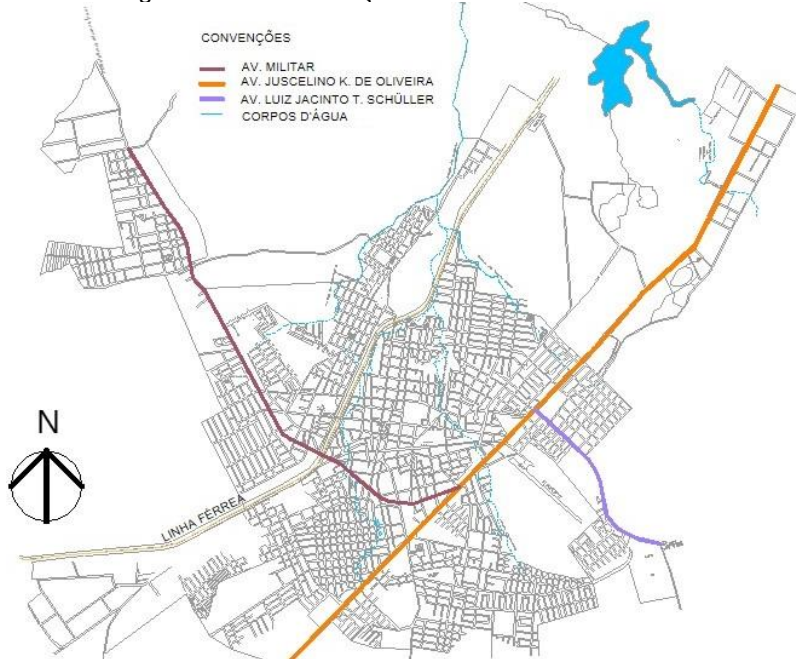 CONVENÇÕES
AV. MILITAR
AV. JUSCELINO K. DE OLIVEIRA
AV. LUIZ JACINTO T. SCHÜLLER
CORPOS D'ÁGUA
N
LINHA FÉRREA